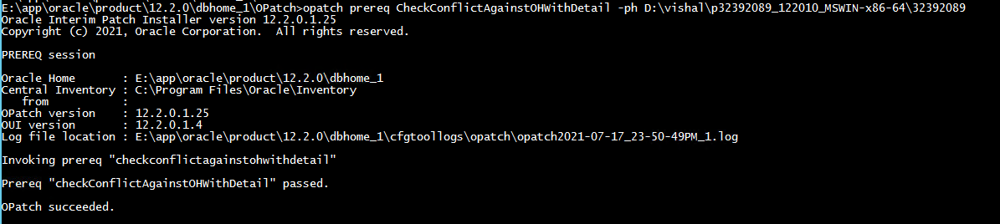 E:\app\oracle\product\12.2.0\dbhome_1\OPatch>opatch prereq CheckConflictAgainstOHWithDetail -ph D:\vishal\p32392089_122010_MSWIN-x86-64\32392089
Oracle Interim Patch Installer version 12.2.0.1.25
Copyright (c) 2021, Oracle Corporation.  All rights reserved.
PREREQ session
Oracle Home       : E:\app\oracle\product\12.2.0\dbhome_1
Central Inventory : C:\Program Files\Oracle\Inventory
   from           :
OPatch version    : 12.2.0.1.25
OUI version       : 12.2.0.1.4
Log file location : E:\app\oracle\product\12.2.0\dbhome_1\cfgtoollogs\opatch\opatch2021-07-17_23-50-49PM_1.log
Invoking prereq "checkconflictagainstohwithdetail"
Prereq "checkConflictAgainstOHWithDetail" passed.
OPatch succeeded.